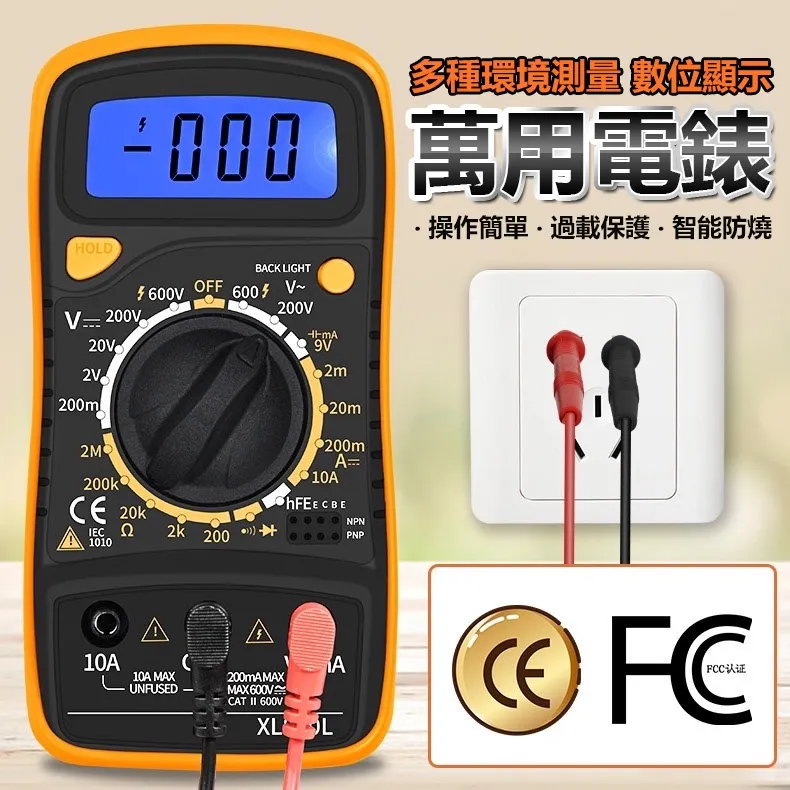 多種環境測量 數位顯示
萬用電錶
·操作簡單·過載保護·智能防燒
-000
HOLD
BACK LIGHT
600V OFF 600 V~
V 200V 200V
20V 9V mA
2V 2m
200m 20m
2M 200m
200k A
20k 10A
Ω 2k 200
hFE E C B E
NPN
PNP
CE
IEC
1010
10A
10A MAX
UNFUSED
200mA MAX
MAX600V
CAT II 600V
CE
FC
FCC认证